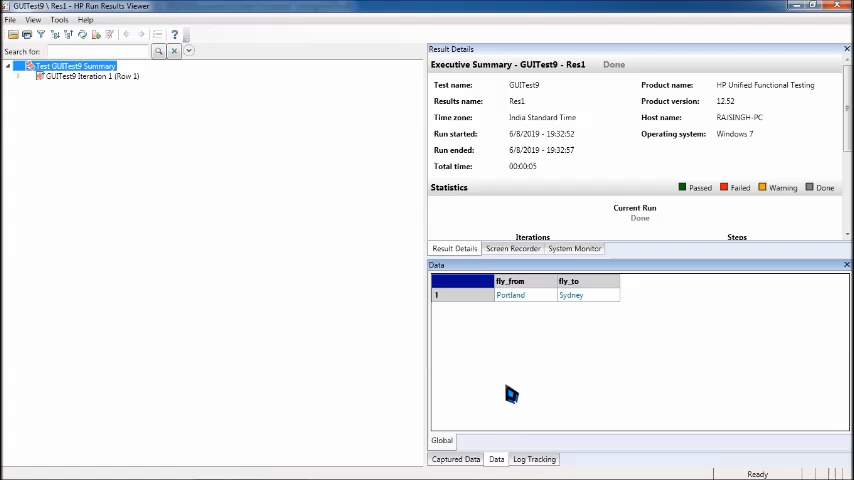 GUITest9 \ Res1 - HP Run Results Viewer
File View Tools Help
Search for:
Test GUITest9 Summary
GUITest9 Iteration 1 (Row 1)
Result Details
Executive Summary - GUITest9 - Res1 Done
Test name: GUITest9 Product name: HP Unified Functional Testing
Results name: Res1 Product version: 12.52
Time zone: India Standard Time Host name: RAJSINGH-PC
Run started: 6/8/2019 - 19:32:52 Operating system: Windows 7
Run ended: 6/8/2019 - 19:32:57
Total time: 00:00:05
Statistics Passed Failed Warning Done
Current Run
Done
Iterations Steps
Result Details Screen Recorder System Monitor
Data
fly_from fly_to
1 Portland Sydney
Global
Captured Data Data Log Tracking
Ready